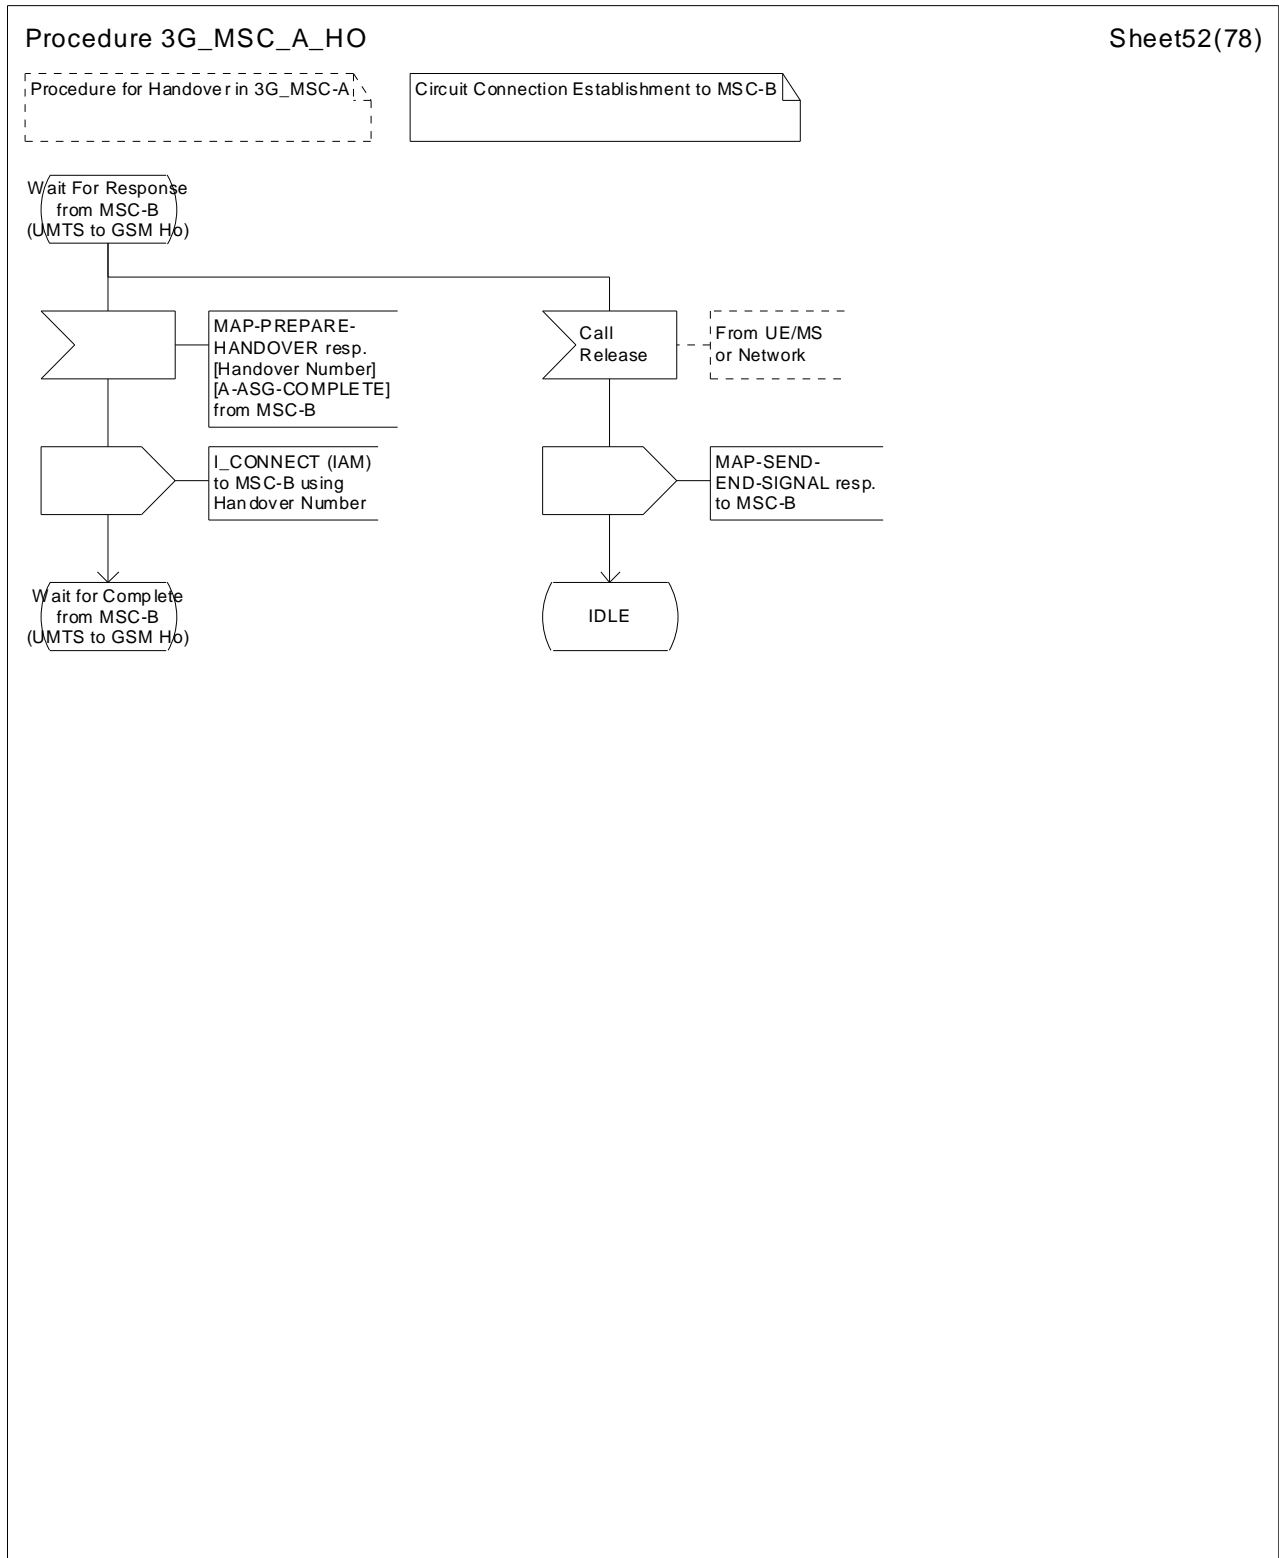 Procedure 3G_MSC_A_HO
Sheet52(78)
Procedure for Handover in 3G_MSC-A
Circuit Connection Establishment to MSC-B
Wait For Response
from MSC-B
(UMTS to GSM Ho)
MAP-PREPARE-
HANDOVER resp.
[Handover Number]
[A-ASG-COMPLETE]
from MSC-B
Call
Release
From UE/MS
or Network
I_CONNECT (IAM)
to MSC-B using
Handover Number
MAP-SEND-
END-SIGNAL resp.
to MSC-B
Wait for Complete
from MSC-B
(UMTS to GSM Ho)
IDLE